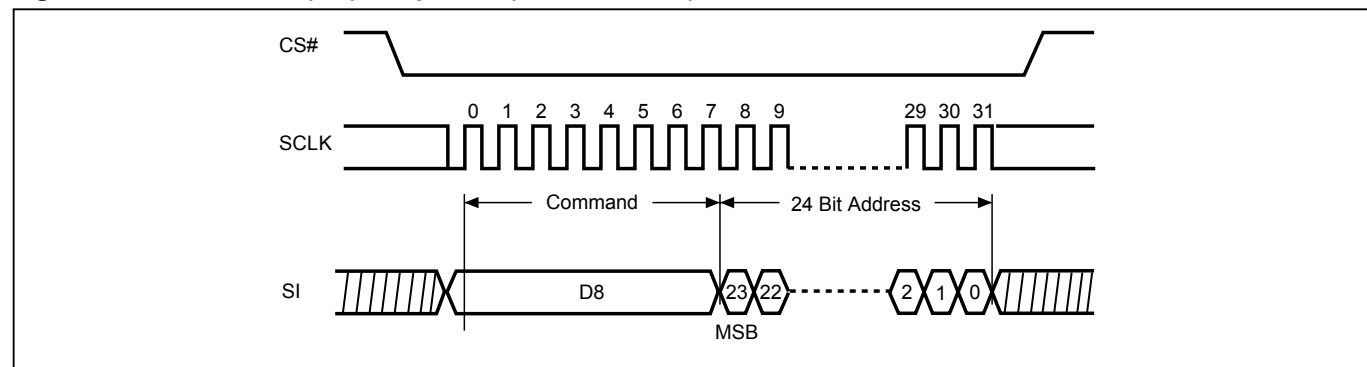 CS#
0 1 2 3 4 5 6 7 8 9 29 30 31
SCLK
Command 24 Bit Address
SI D8 23 22 2 1 0
MSB